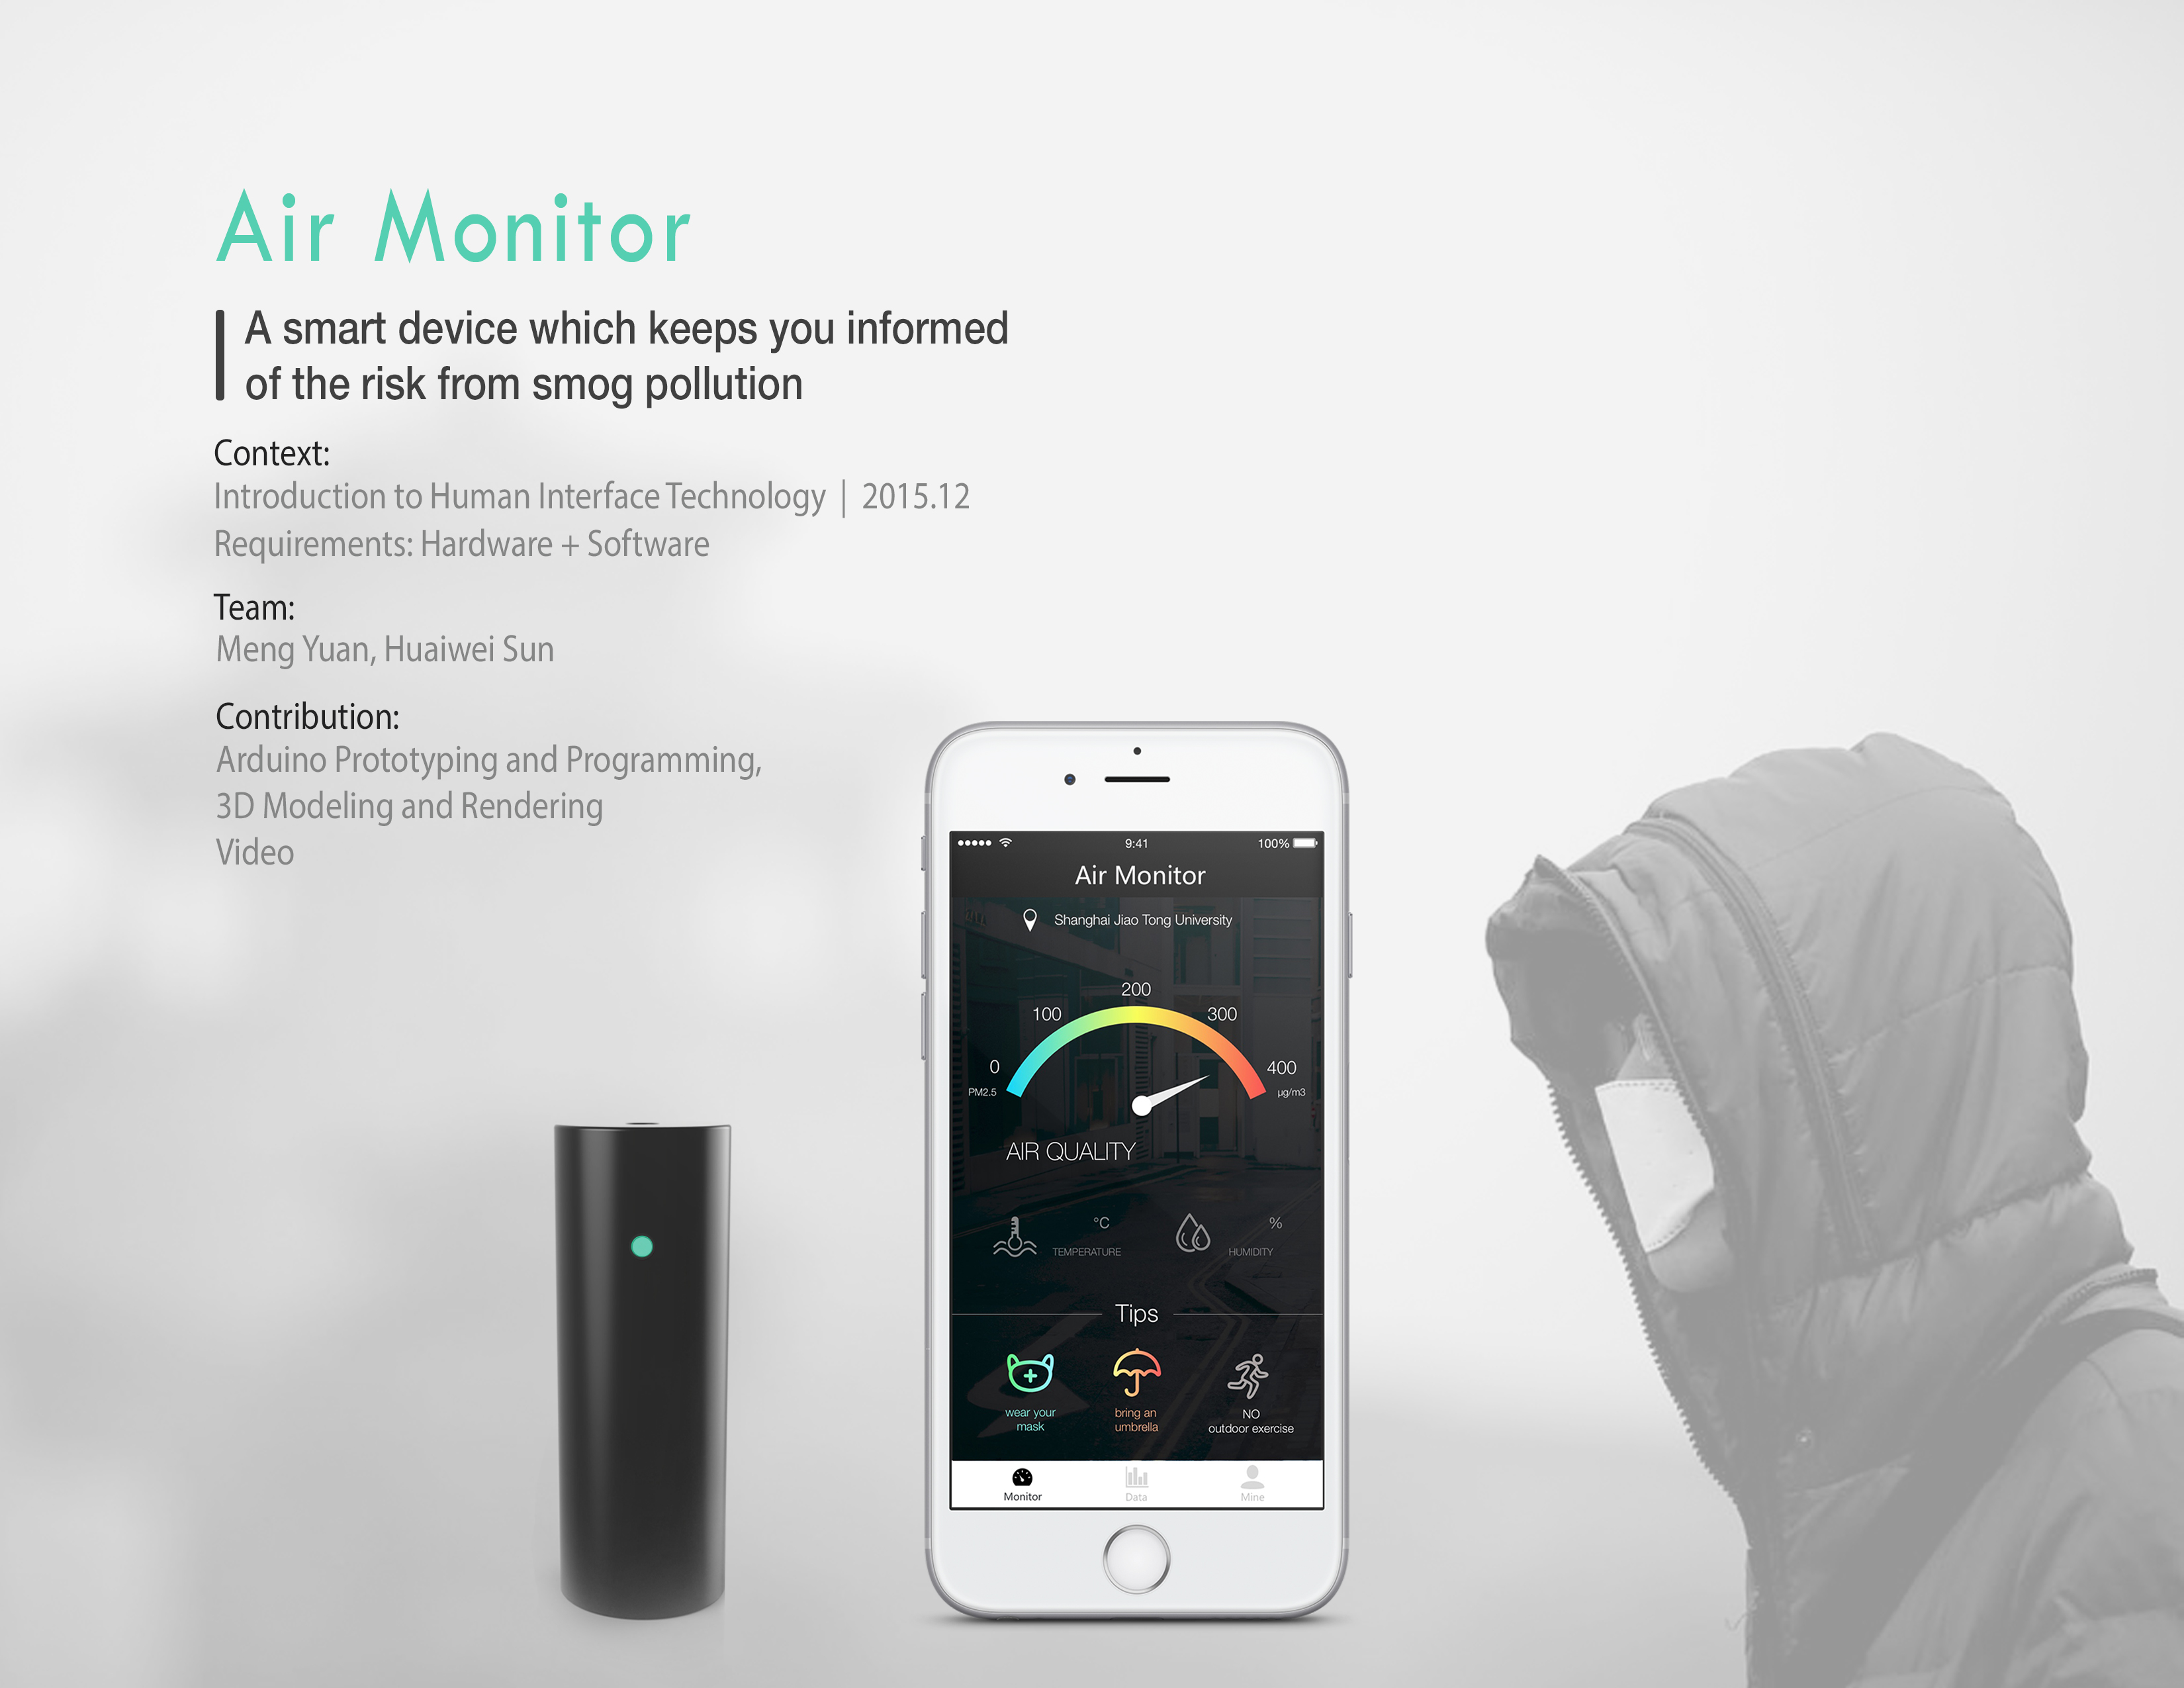 Air Monitor
A smart device which keeps you informed
of the risk from smog pollution
Context:
Introduction to Human Interface Technology | 2015.12
Requirements: Hardware + Software
Team:
Meng Yuan, Huaiwei Sun
Contribution:
Arduino Prototyping and Programming,
3D Modeling and Rendering
Video
9:41
100%
Air Monitor
Shanghai Jiao Tong University
200
100
300
0
400
PM2.5
µg/m3
AIR QUALITY
°C
%
TEMPERATURE
HUMIDITY
Tips
wear your
mask
bring an
umbrella
NO
outdoor exercise
Monitor
Data
Mine